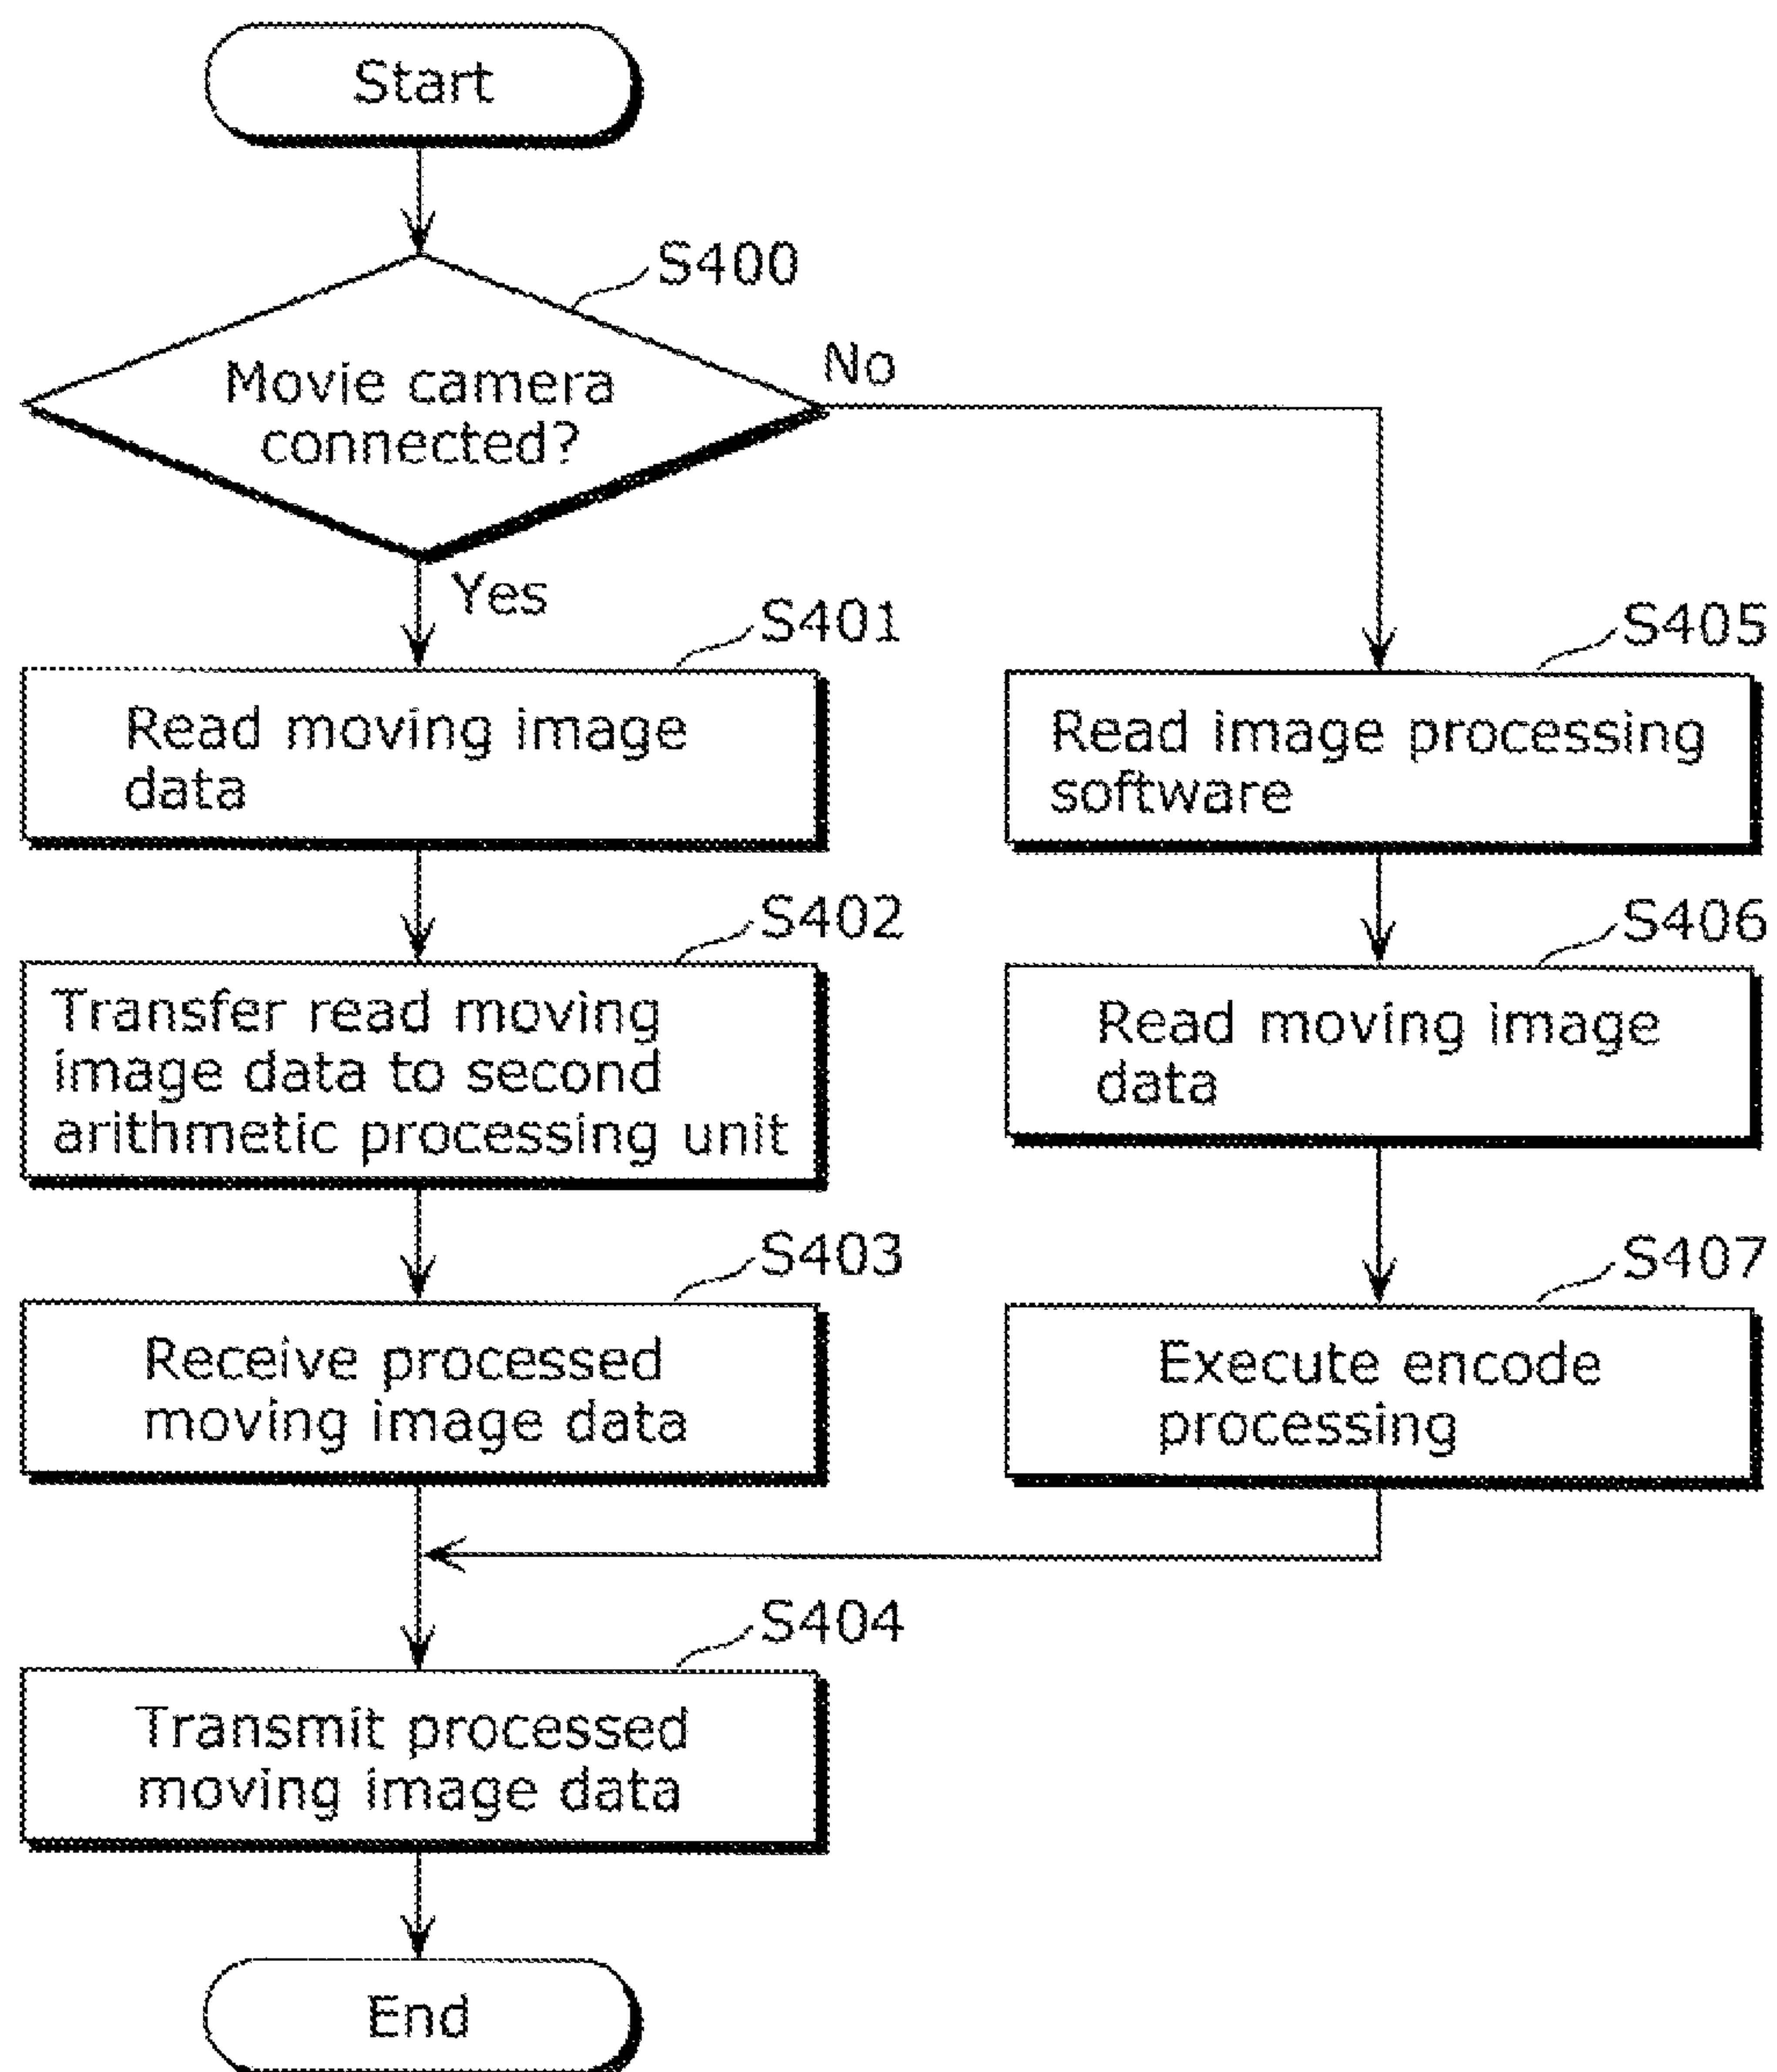 Start
S400
Movie camera
connected?
No
Yes
S401
Read moving image
data
S402
Transfer read moving
image data to second
arithmetic processing unit
S403
Receive processed
moving image data
S405
Read image processing
software
S406
Read moving image
data
S407
Execute encode
processing
S404
Transmit processed
moving image data
End